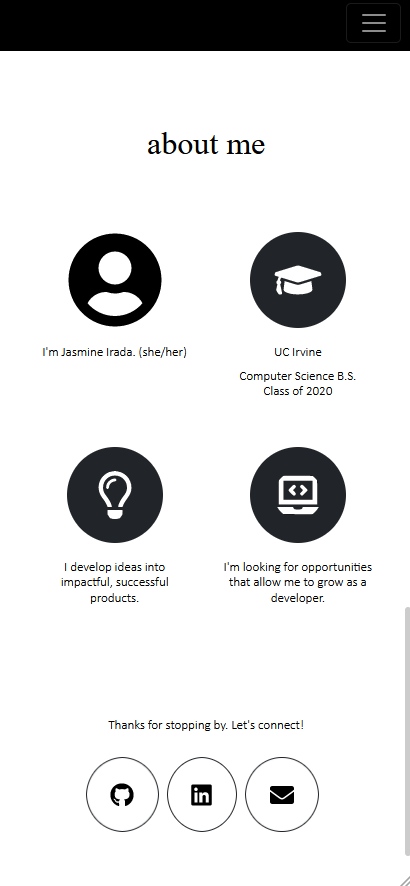 about me
I'm Jasmine Irada. (she/her)
UC Irvine
Computer Science B.S.
Class of 2020
I develop ideas into
impactful, successful
products.
I'm looking for opportunities
that allow me to grow as a
developer.
Thanks for stopping by. Let's connect!
in